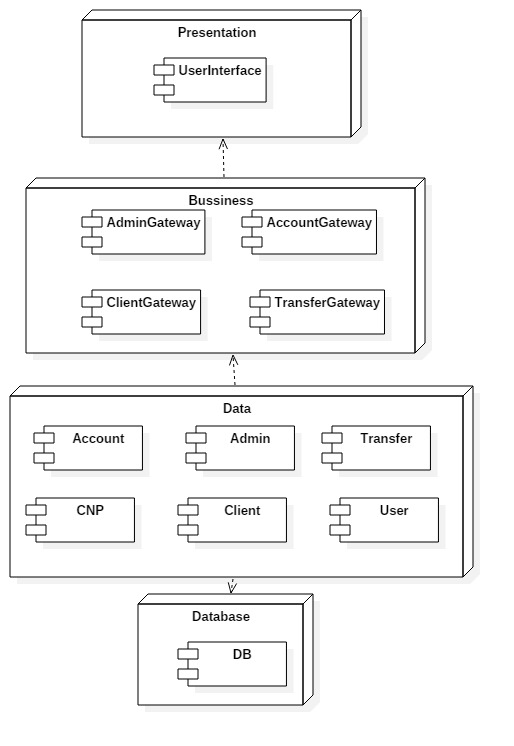 Presentation
UserInterface
Bussiness
AdminGateway
AccountGateway
ClientGateway
TransferGateway
Data
Account
Admin
Transfer
CNP
Client
User
Database
DB